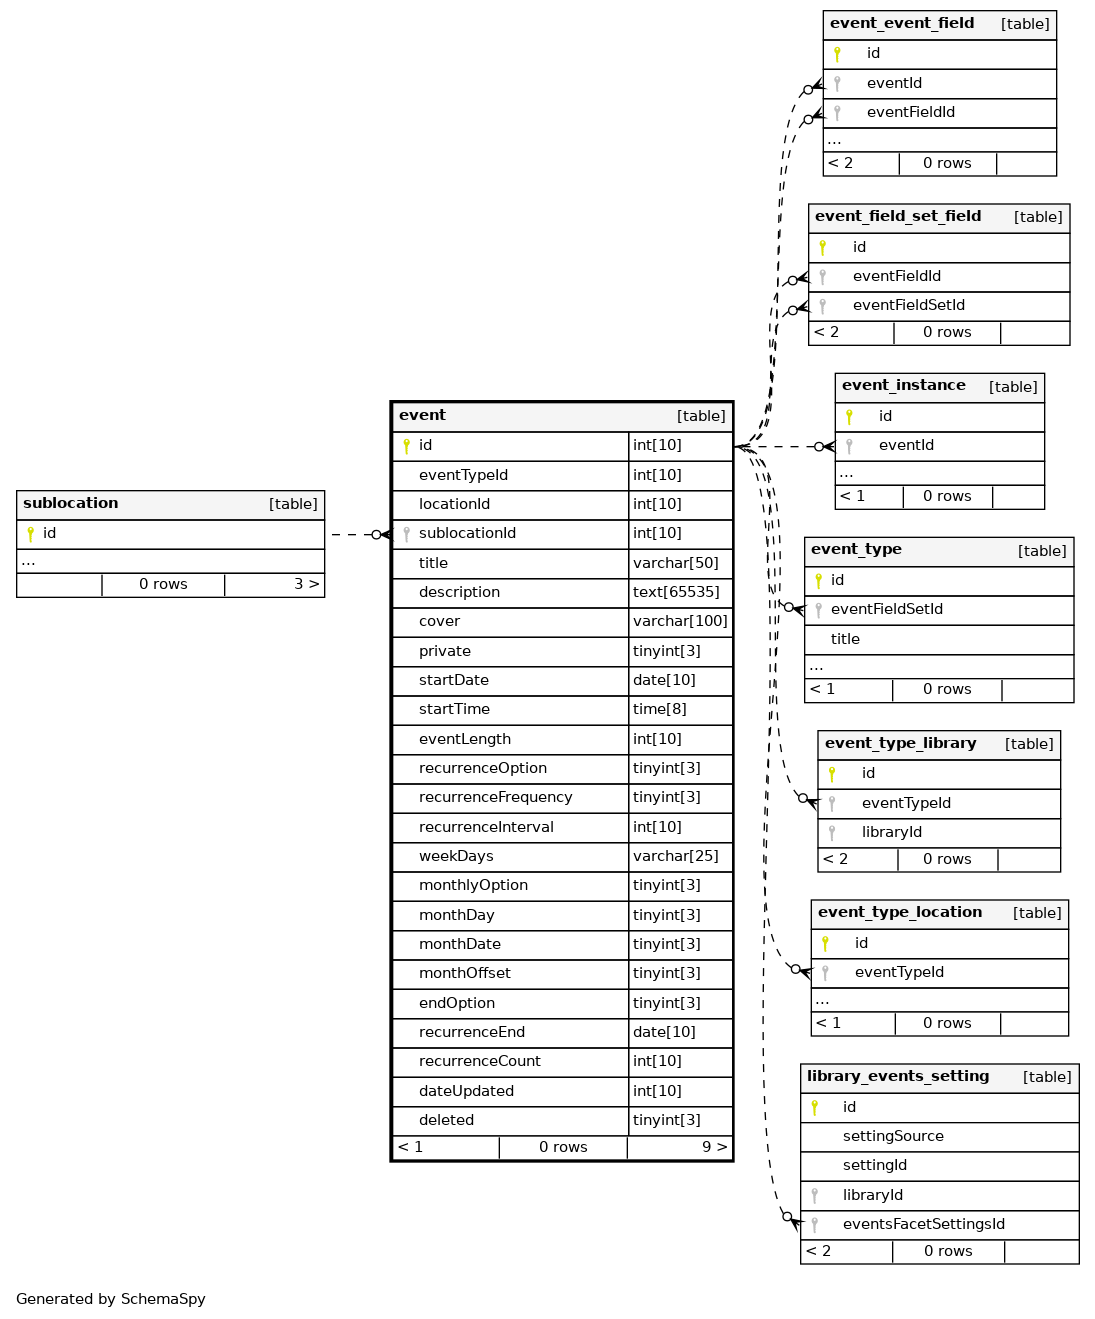 event_event_field [table]
id
eventId
eventFieldId
...
< 2 0 rows
event_field_set_field [table]
id
eventFieldId
eventFieldSetId
< 2 0 rows
event_instance [table]
id
eventId
...
< 1 0 rows
event [table]
id int[10]
eventTypeId int[10]
locationId int[10]
sublocationId int[10]
title varchar[50]
description text[65535]
cover varchar[100]
private tinyint[3]
startDate date[10]
startTime time[8]
eventLength int[10]
recurrenceOption tinyint[3]
recurrenceFrequency tinyint[3]
recurrenceInterval int[10]
weekDays varchar[25]
monthlyOption tinyint[3]
monthDay tinyint[3]
monthDate tinyint[3]
monthOffset tinyint[3]
endOption tinyint[3]
recurrenceEnd date[10]
recurrenceCount int[10]
dateUpdated int[10]
deleted tinyint[3]
< 1 0 rows 9 >
sublocation [table]
id
...
0 rows 3 >
event_type [table]
id
eventFieldSetId
title
...
< 1 0 rows
event_type_library [table]
id
eventTypeId
libraryId
< 2 0 rows
event_type_location [table]
id
eventTypeId
...
< 1 0 rows
library_events_setting [table]
id
settingSource
settingId
libraryId
eventsFacetSettingsId
< 2 0 rows
Generated by SchemaSpy